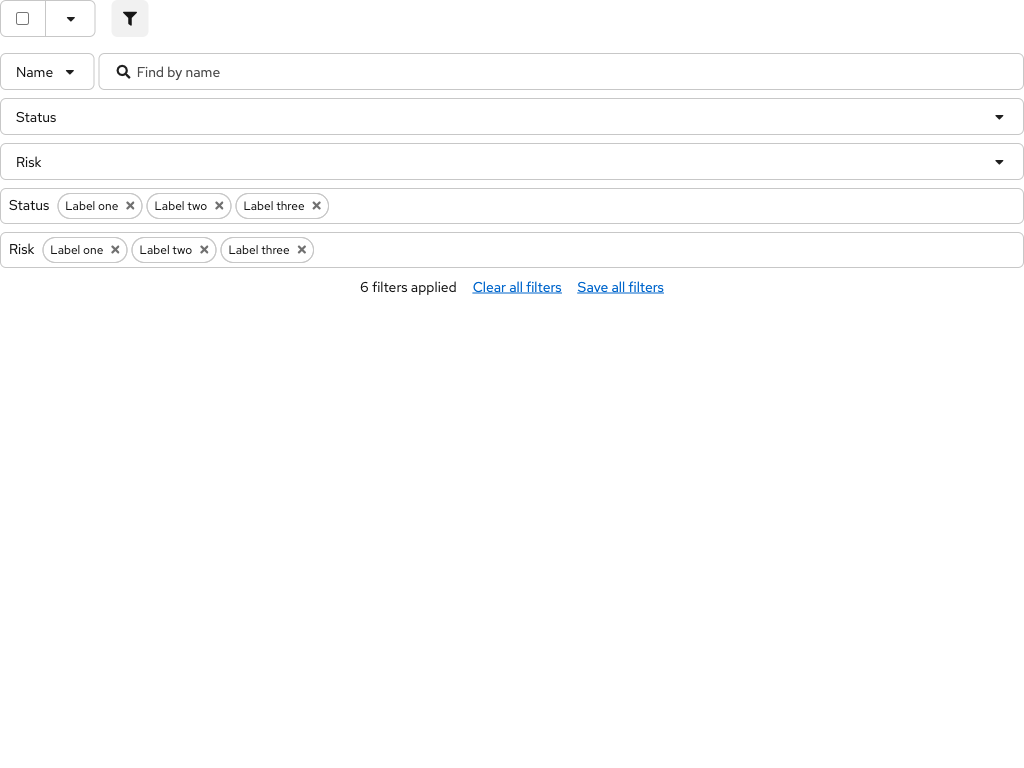 Name Find by name
Status
Risk
Status Label one Label two Label three
Risk Label one Label two Label three
6 filters applied Clear all filters Save all filters